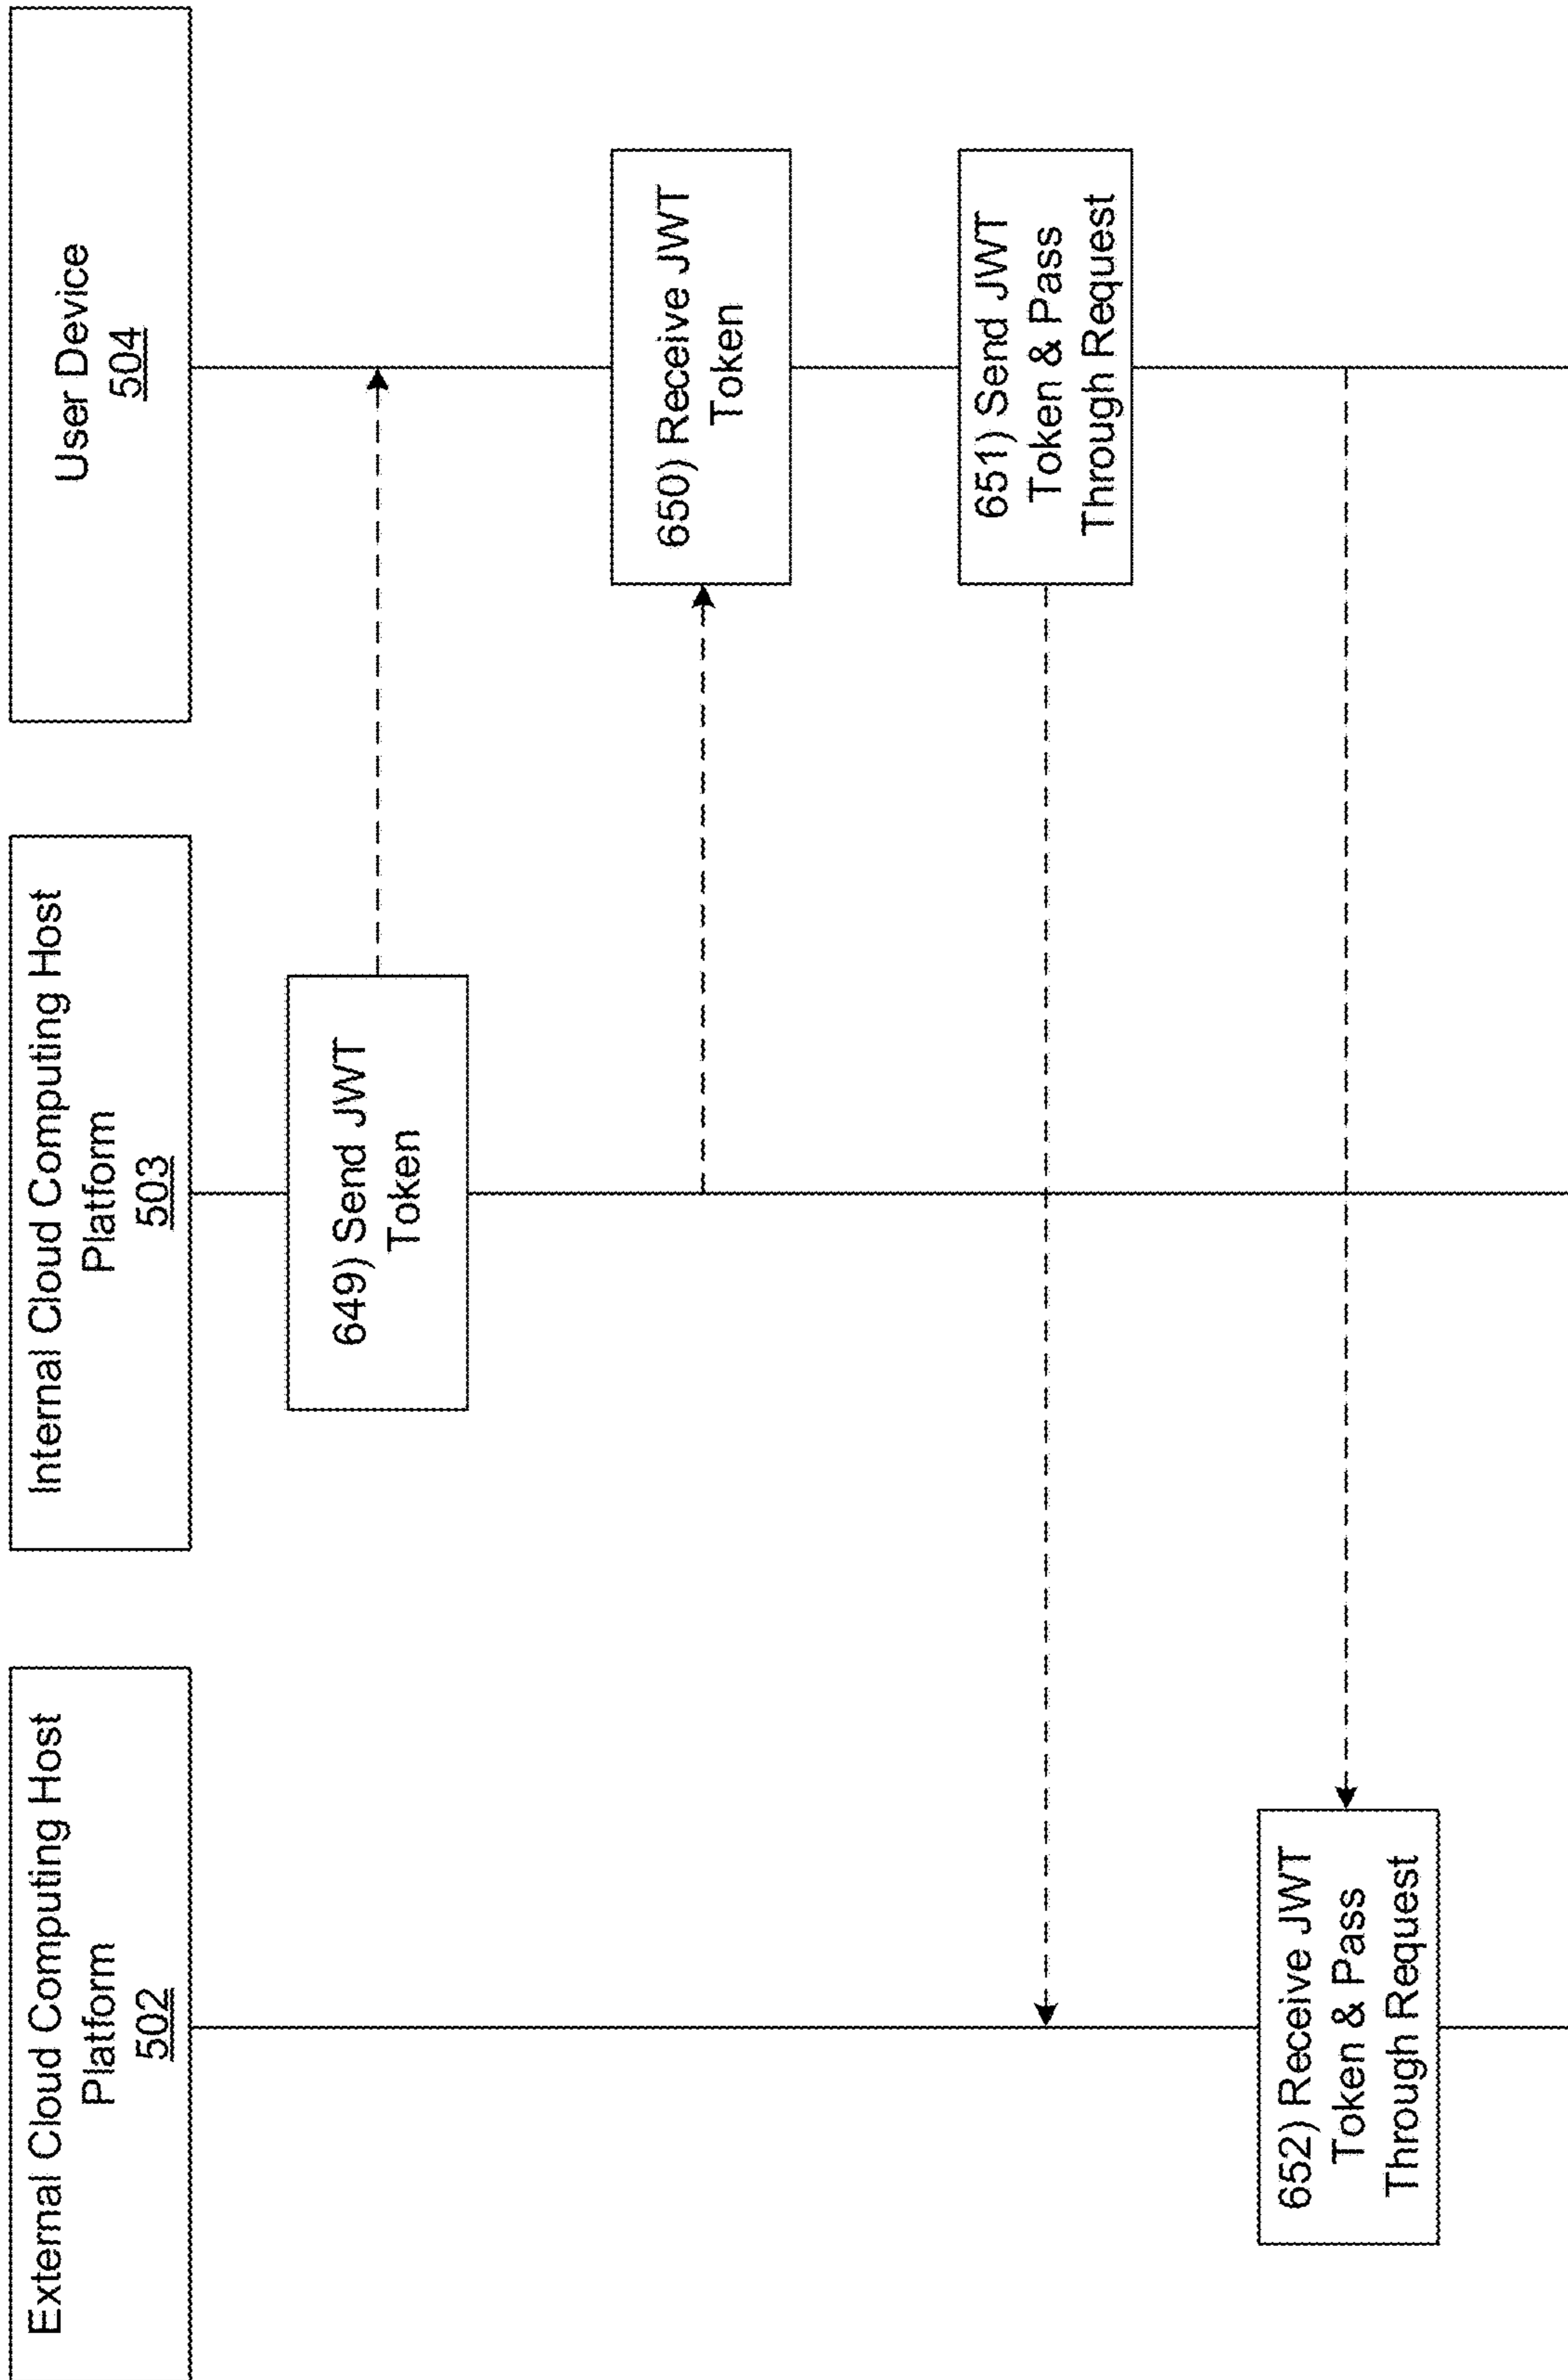 External Cloud Computing Host
Platform
502
Internal Cloud Computing Host
Platform
503
User Device
504
649) Send JWT
Token
650) Receive JWT
Token
651) Send JWT
Token & Pass
Through Request
652) Receive JWT
Token & Pass
Through Request